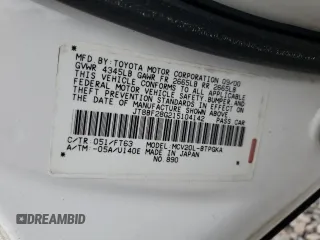 MFD. BY: TOYOTA MOTOR CORPORATION 09/00
GVWR 4345LB GAWR FR 2665LB RR 2665LB
THIS VEHICLE CONFORMS TO ALL APPLICABLE
FEDERAL MOTOR VEHICLE SAFETY, BUMPER, AND
THEFT PREVENTION STANDARDS IN EFFECT ON
THE DATE OF MANUFACTURE SHOWN ABOVE.
JT8BF28G215104142 PASS CAR
C/TR 051/FT63 MODEL:MCV20L-BTPGKA
A/TM: -05A/U140E MADE IN JAPAN
NO.890